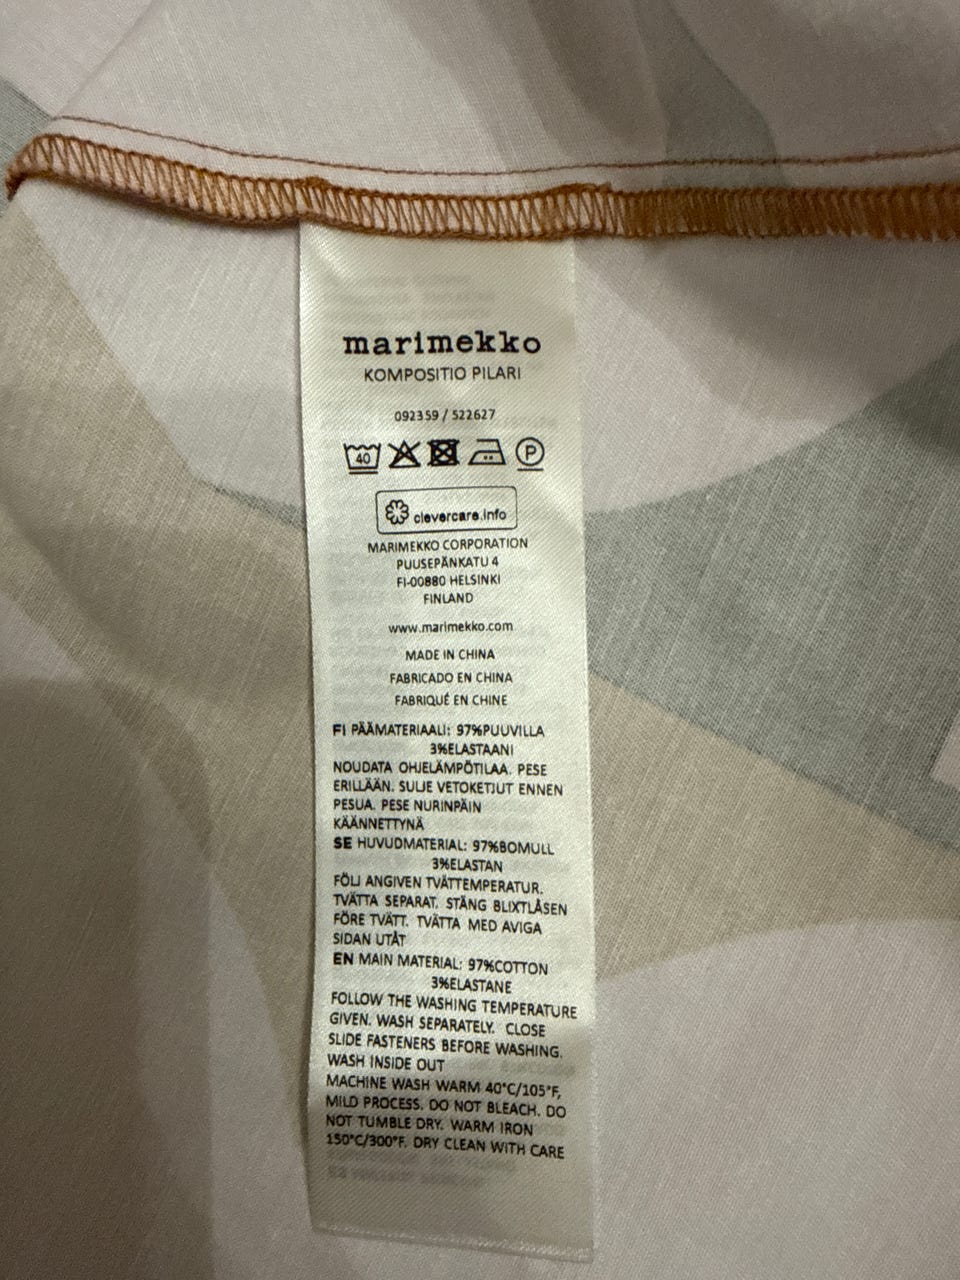 marimekko
KOMPOSITIO PILARI
092359 / 522627
40 P
clevercare.info
MARIMEKKO CORPORATION
PUUSEPÄNKATU 4
FI-00880 HELSINKI
FINLAND
www.marimekko.com
MADE IN CHINA
FABRICADO EN CHINA
FABRIQUÉ EN CHINE
FI PÄÄMATERIAALI: 97%PUUVILLA
3%ELASTAANI
NOUDATA OHJELÄMPÖTILAA. PESE
ERILLÄÄN. SULJE VETOKETJUT ENNEN
PESUA. PESE NURINPÄIN
KÄÄNNETTYNÄ
SE HUVUDMATERIAL: 97%BOMULL
3%ELASTAN
FÖLJ ANGIVEN TVÄTTEMPERATUR.
TVÄTTA SEPARAT. STÄNG BLIXTLÅSEN
FÖRE TVÄTT. TVÄTTA MED AVIGA
SIDAN UTÅT
EN MAIN MATERIAL: 97%COTTON
3%ELASTANE
FOLLOW THE WASHING TEMPERATURE
GIVEN. WASH SEPARATELY. CLOSE
SLIDE FASTENERS BEFORE WASHING.
WASH INSIDE OUT
MACHINE WASH WARM 40°C/105°F,
MILD PROCESS. DO NOT BLEACH. DO
NOT TUMBLE DRY. WARM IRON
150°C/300°F. DRY CLEAN WITH CARE